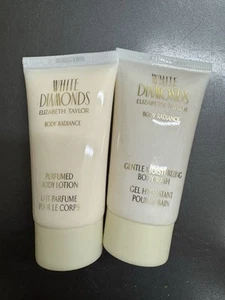 WHITE
DIAMONDS
ELIZABETH TAYLOR
BODY RADIANCE
PERFUMED
BODY LOTION
LAIT PARFUME
POUR LE CORPS
WHITE
DIAMONDS
ELIZABETH TAYLOR
BODY RADIANCE
GENTLE MOISTURIZING
BODY WASH
GEL HYDRATANT
POUR LE BAIN